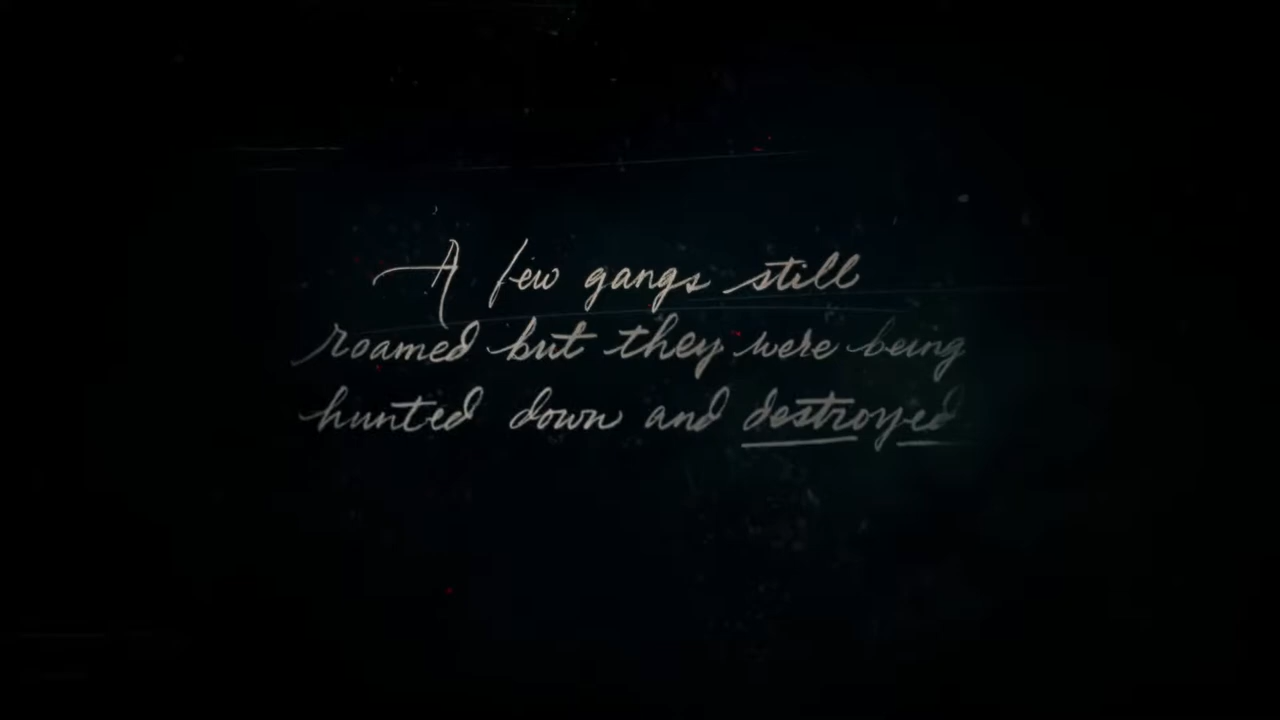 A few gangs still
roamed but they were being
hunted down and destroyed